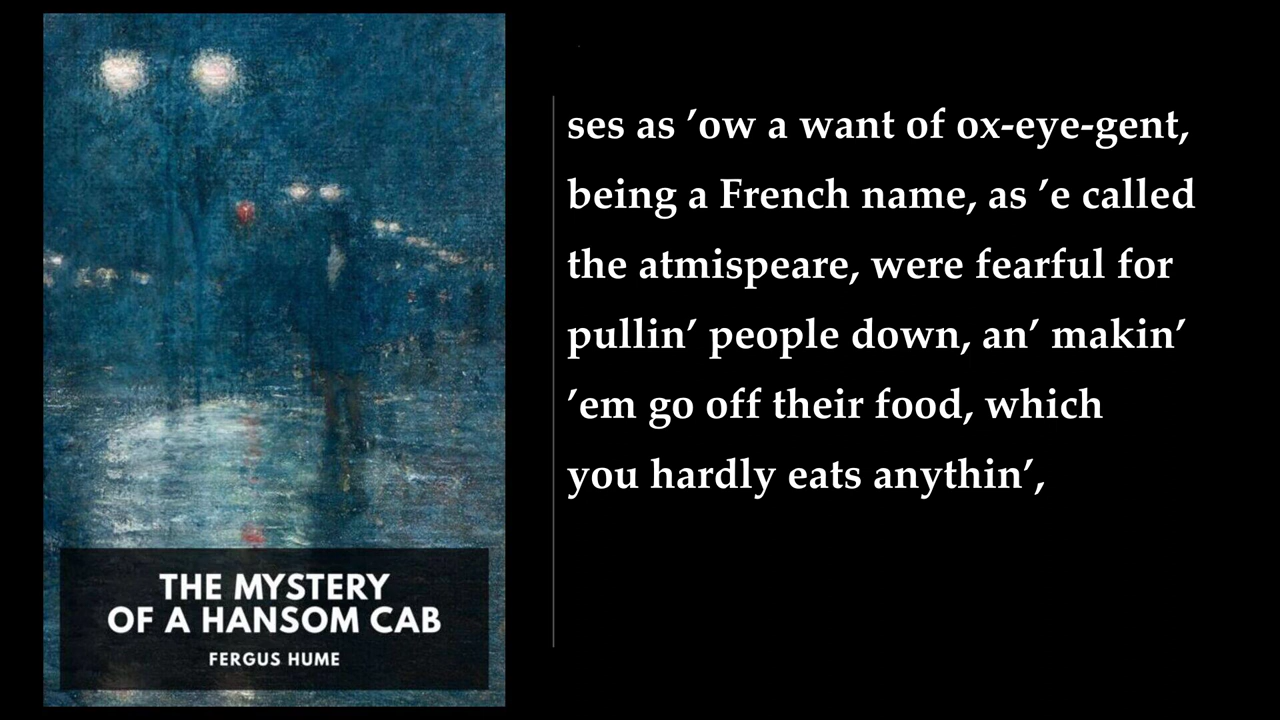 THE MYSTERY
OF A HANSOM CAB
FERGUS HUME
ses as ’ow a want of ox-eye-gent,
being a French name, as ’e called
the atmispeare, were fearful for
pullin’ people down, an’ makin’
’em go off their food, which
you hardly eats anythin’,